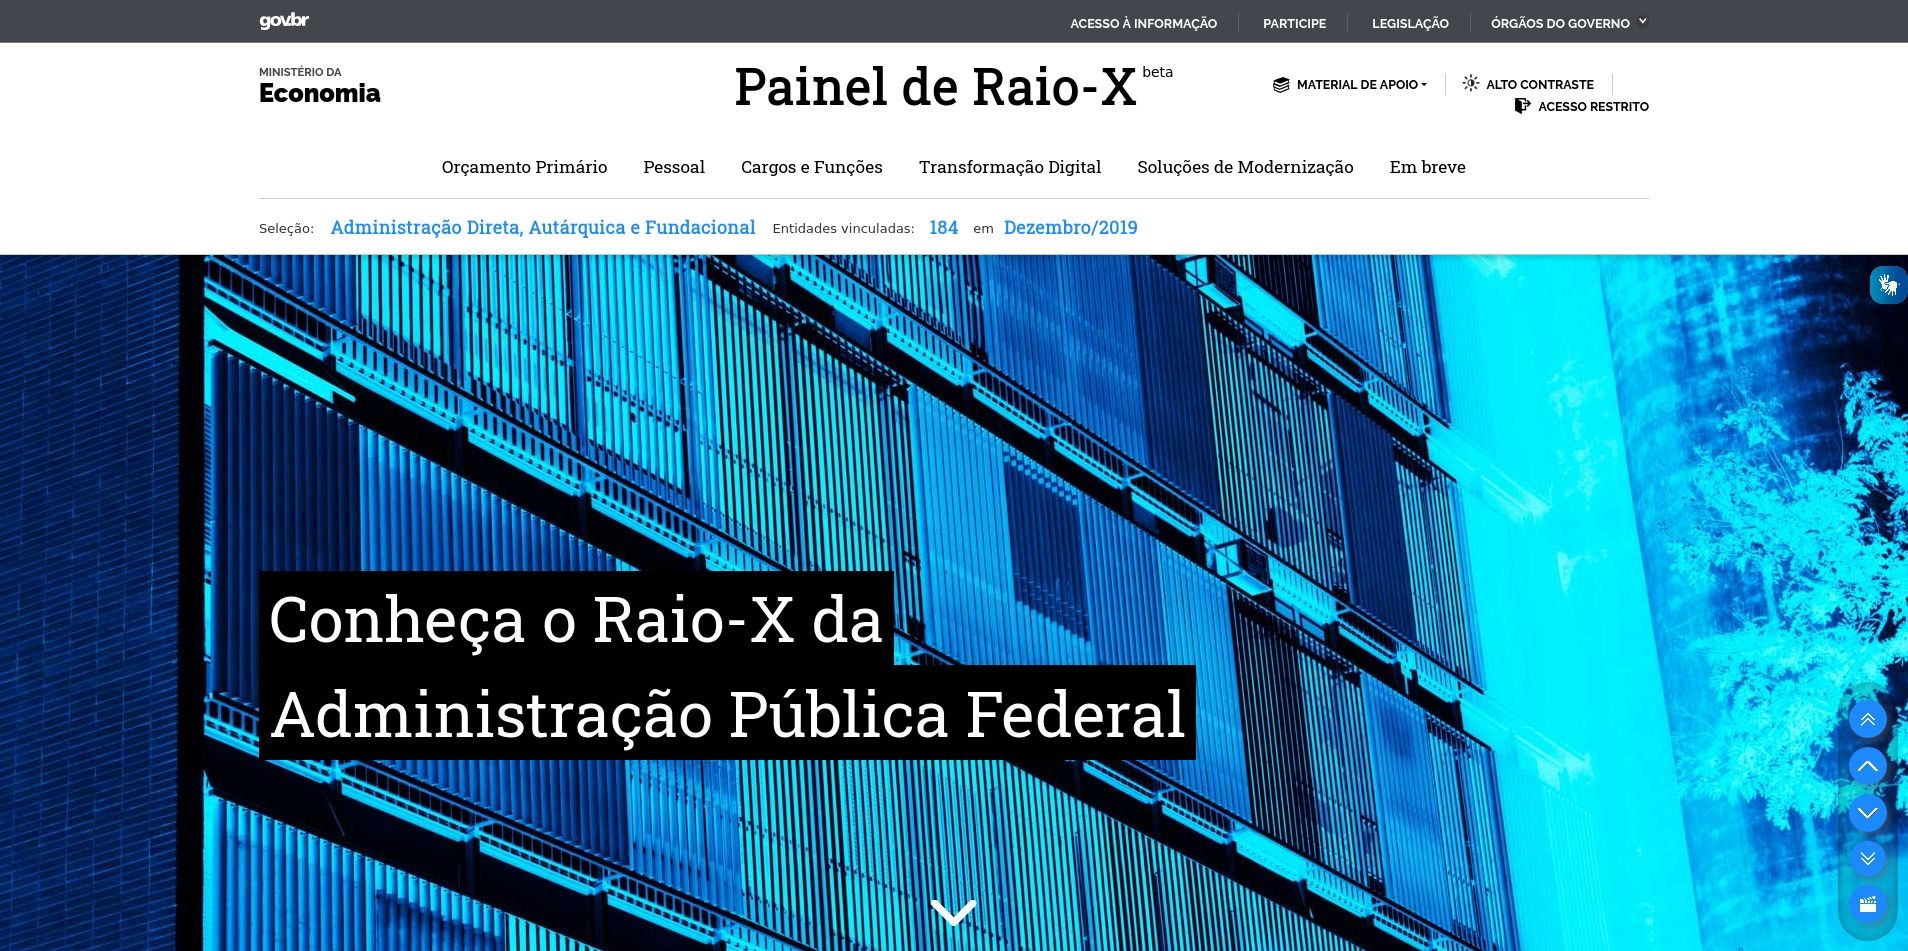 gov.br
ACESSO À INFORMAÇÃO PARTICIPE LEGISLAÇÃO ÓRGÃOS DO GOVERNO
MINISTÉRIO DA
Economia
Painel de Raio-X beta
MATERIAL DE APOIO ALTO CONTRASTE
ACESSO RESTRITO
Orçamento Primário Pessoal Cargos e Funções Transformação Digital Soluções de Modernização Em breve
Seleção: Administração Direta, Autárquica e Fundacional Entidades vinculadas: 184 em Dezembro/2019
Conheça o Raio-X da
Administração Pública Federal